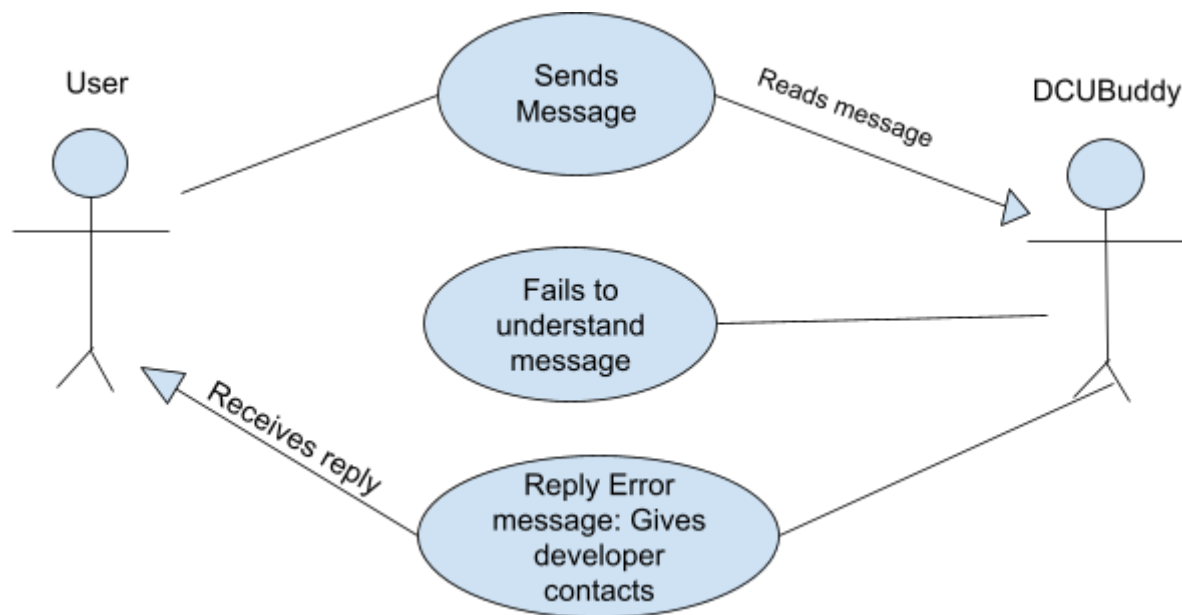 User
Sends
Message
Reads message
DCUBuddy
Fails to
understand
message
Receives reply
Reply Error
message: Gives
developer
contacts